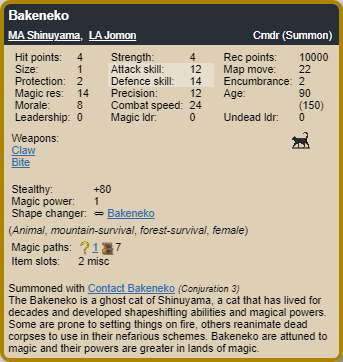 Bakeneko
MA Shinuyama, LA Jomon Cmdr (Summon)
Hit points: 4 Strength: 4 Rec points: 10000
Size: 1 Attack skill: 12 Map move: 22
Protection: 2 Defence skill: 14 Encumbrance: 2
Magic res: 14 Precision: 12 Age: 90
Morale: 8 Combat speed: 24 (150)
Leadership: 0 Magic ldr: 0 Undead ldr: 0
Weapons:
Claw
Bite
Stealthy: +80
Magic power: 1
Shape changer: ⇔ Bakeneko
(Animal, mountain-survival, forest-survival, female)
Magic paths: ? 1 7
Item slots: 2 misc
Summoned with Contact Bakeneko (Conjuration 3)
The Bakeneko is a ghost cat of Shinuyama, a cat that has lived for
decades and developed shapeshifting abilities and magical powers.
Some are prone to setting things on fire, others reanimate dead
corpses to use in their nefarious schemes. Bakeneko are attuned to
magic and their powers are greater in lands of magic.